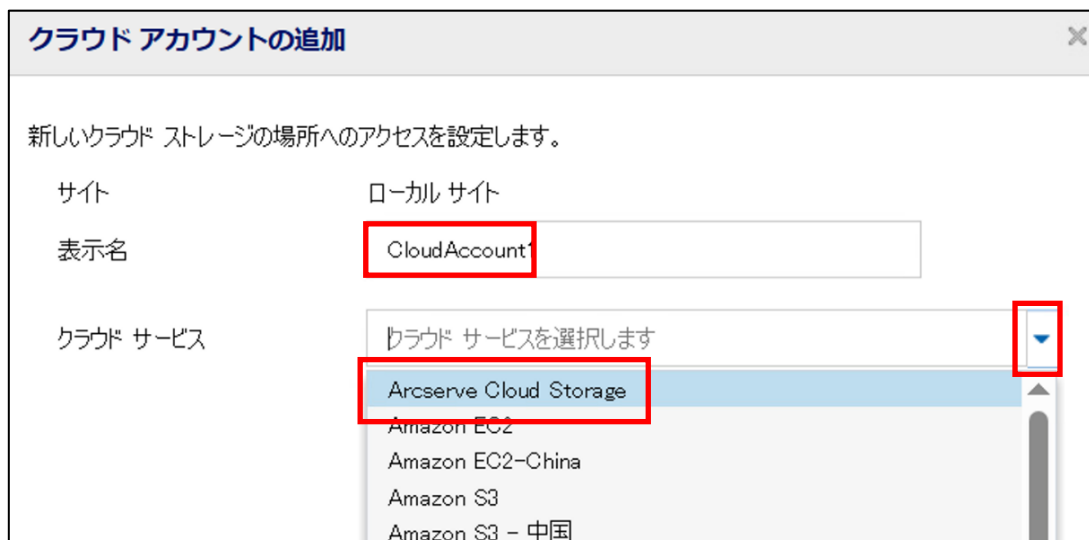 クラウド アカウントの追加
新しいクラウド ストレージの場所へのアクセスを設定します。
サイト ローカル サイト
表示名 CloudAccount1
クラウド サービス クラウド サービスを選択します
Arcserve Cloud Storage
Amazon EC2
Amazon EC2-China
Amazon S3
Amazon S3 - 中国